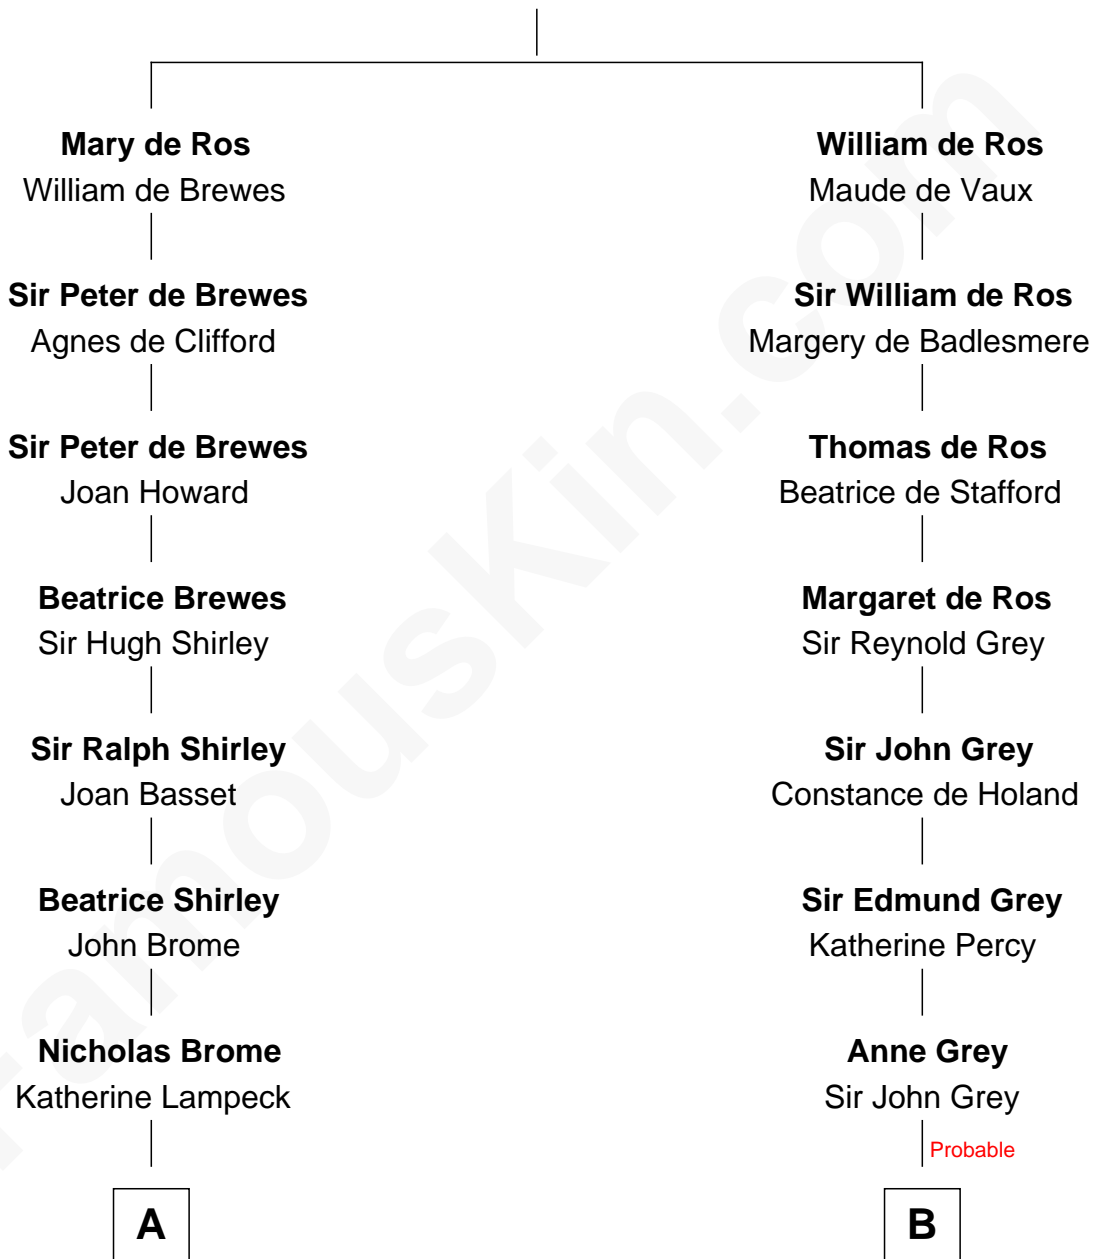 Mary de Ros
William de Brewes
William de Ros
Maude de Vaux
Sir Peter de Brewes
Agnes de Clifford
Sir William de Ros
Margery de Badlesmere
Sir Peter de Brewes
Joan Howard
Thomas de Ros
Beatrice de Stafford
Beatrice Brewes
Sir Hugh Shirley
Margaret de Ros
Sir Reynold Grey
Sir Ralph Shirley
Joan Basset
Sir John Grey
Constance de Holand
Beatrice Shirley
John Brome
Sir Edmund Grey
Katherine Percy
Nicholas Brome
Katherine Lampeck
Anne Grey
Sir John Grey
Probable
A
B
FamousKin.com